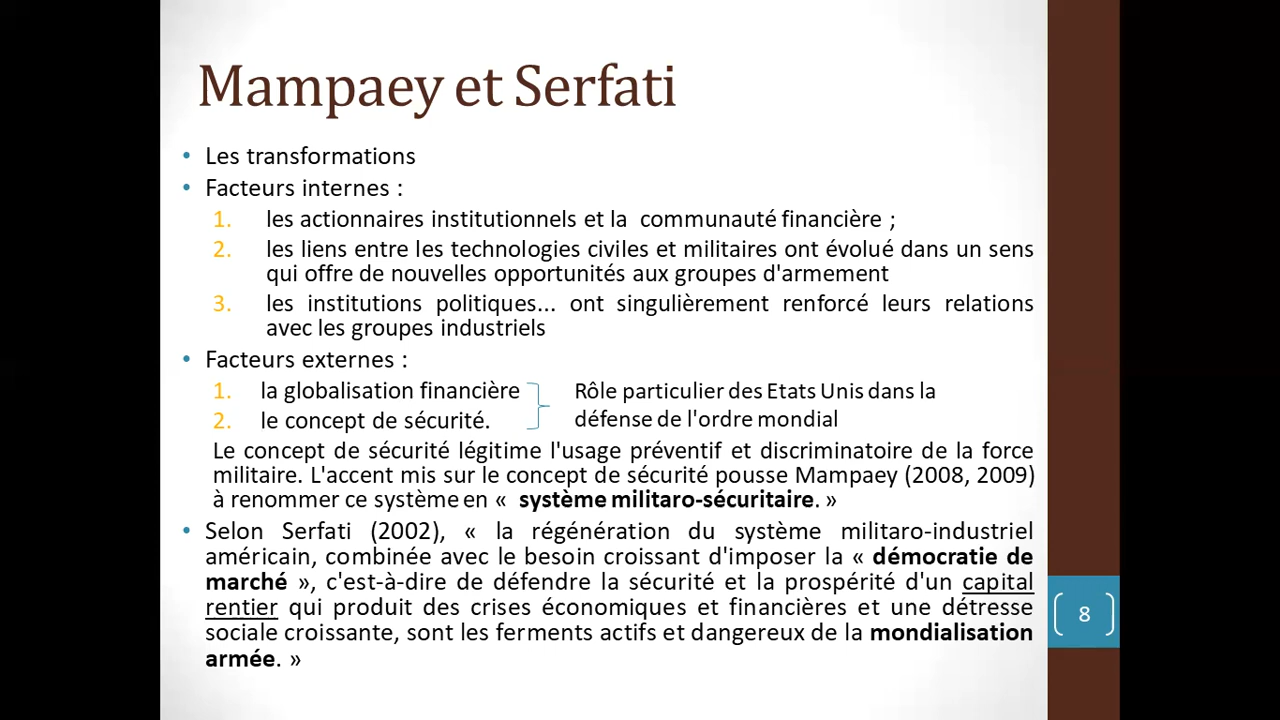 Mampaey et Serfati
• Les transformations
• Facteurs internes :
1. les actionnaires institutionnels et la communauté financière ;
2. les liens entre les technologies civiles et militaires ont évolué dans un sens
qui offre de nouvelles opportunités aux groupes d'armement
3. les institutions politiques... ont singulièrement renforcé leurs relations
avec les groupes industriels
• Facteurs externes :
1. la globalisation financière
2. le concept de sécurité.
Rôle particulier des Etats Unis dans la
défense de l'ordre mondial
Le concept de sécurité légitime l'usage préventif et discriminatoire de la force
militaire. L'accent mis sur le concept de sécurité pousse Mampaey (2008, 2009)
à renommer ce système en « système militaro-sécuritaire. »
• Selon Serfati (2002), « la régénération du système militaro-industriel
américain, combinée avec le besoin croissant d'imposer la « démocratie de
marché », c'est-à-dire de défendre la sécurité et la prospérité d'un capital
rentier qui produit des crises économiques et financières et une détresse
sociale croissante, sont les ferments actifs et dangereux de la mondialisation
armée. »
8